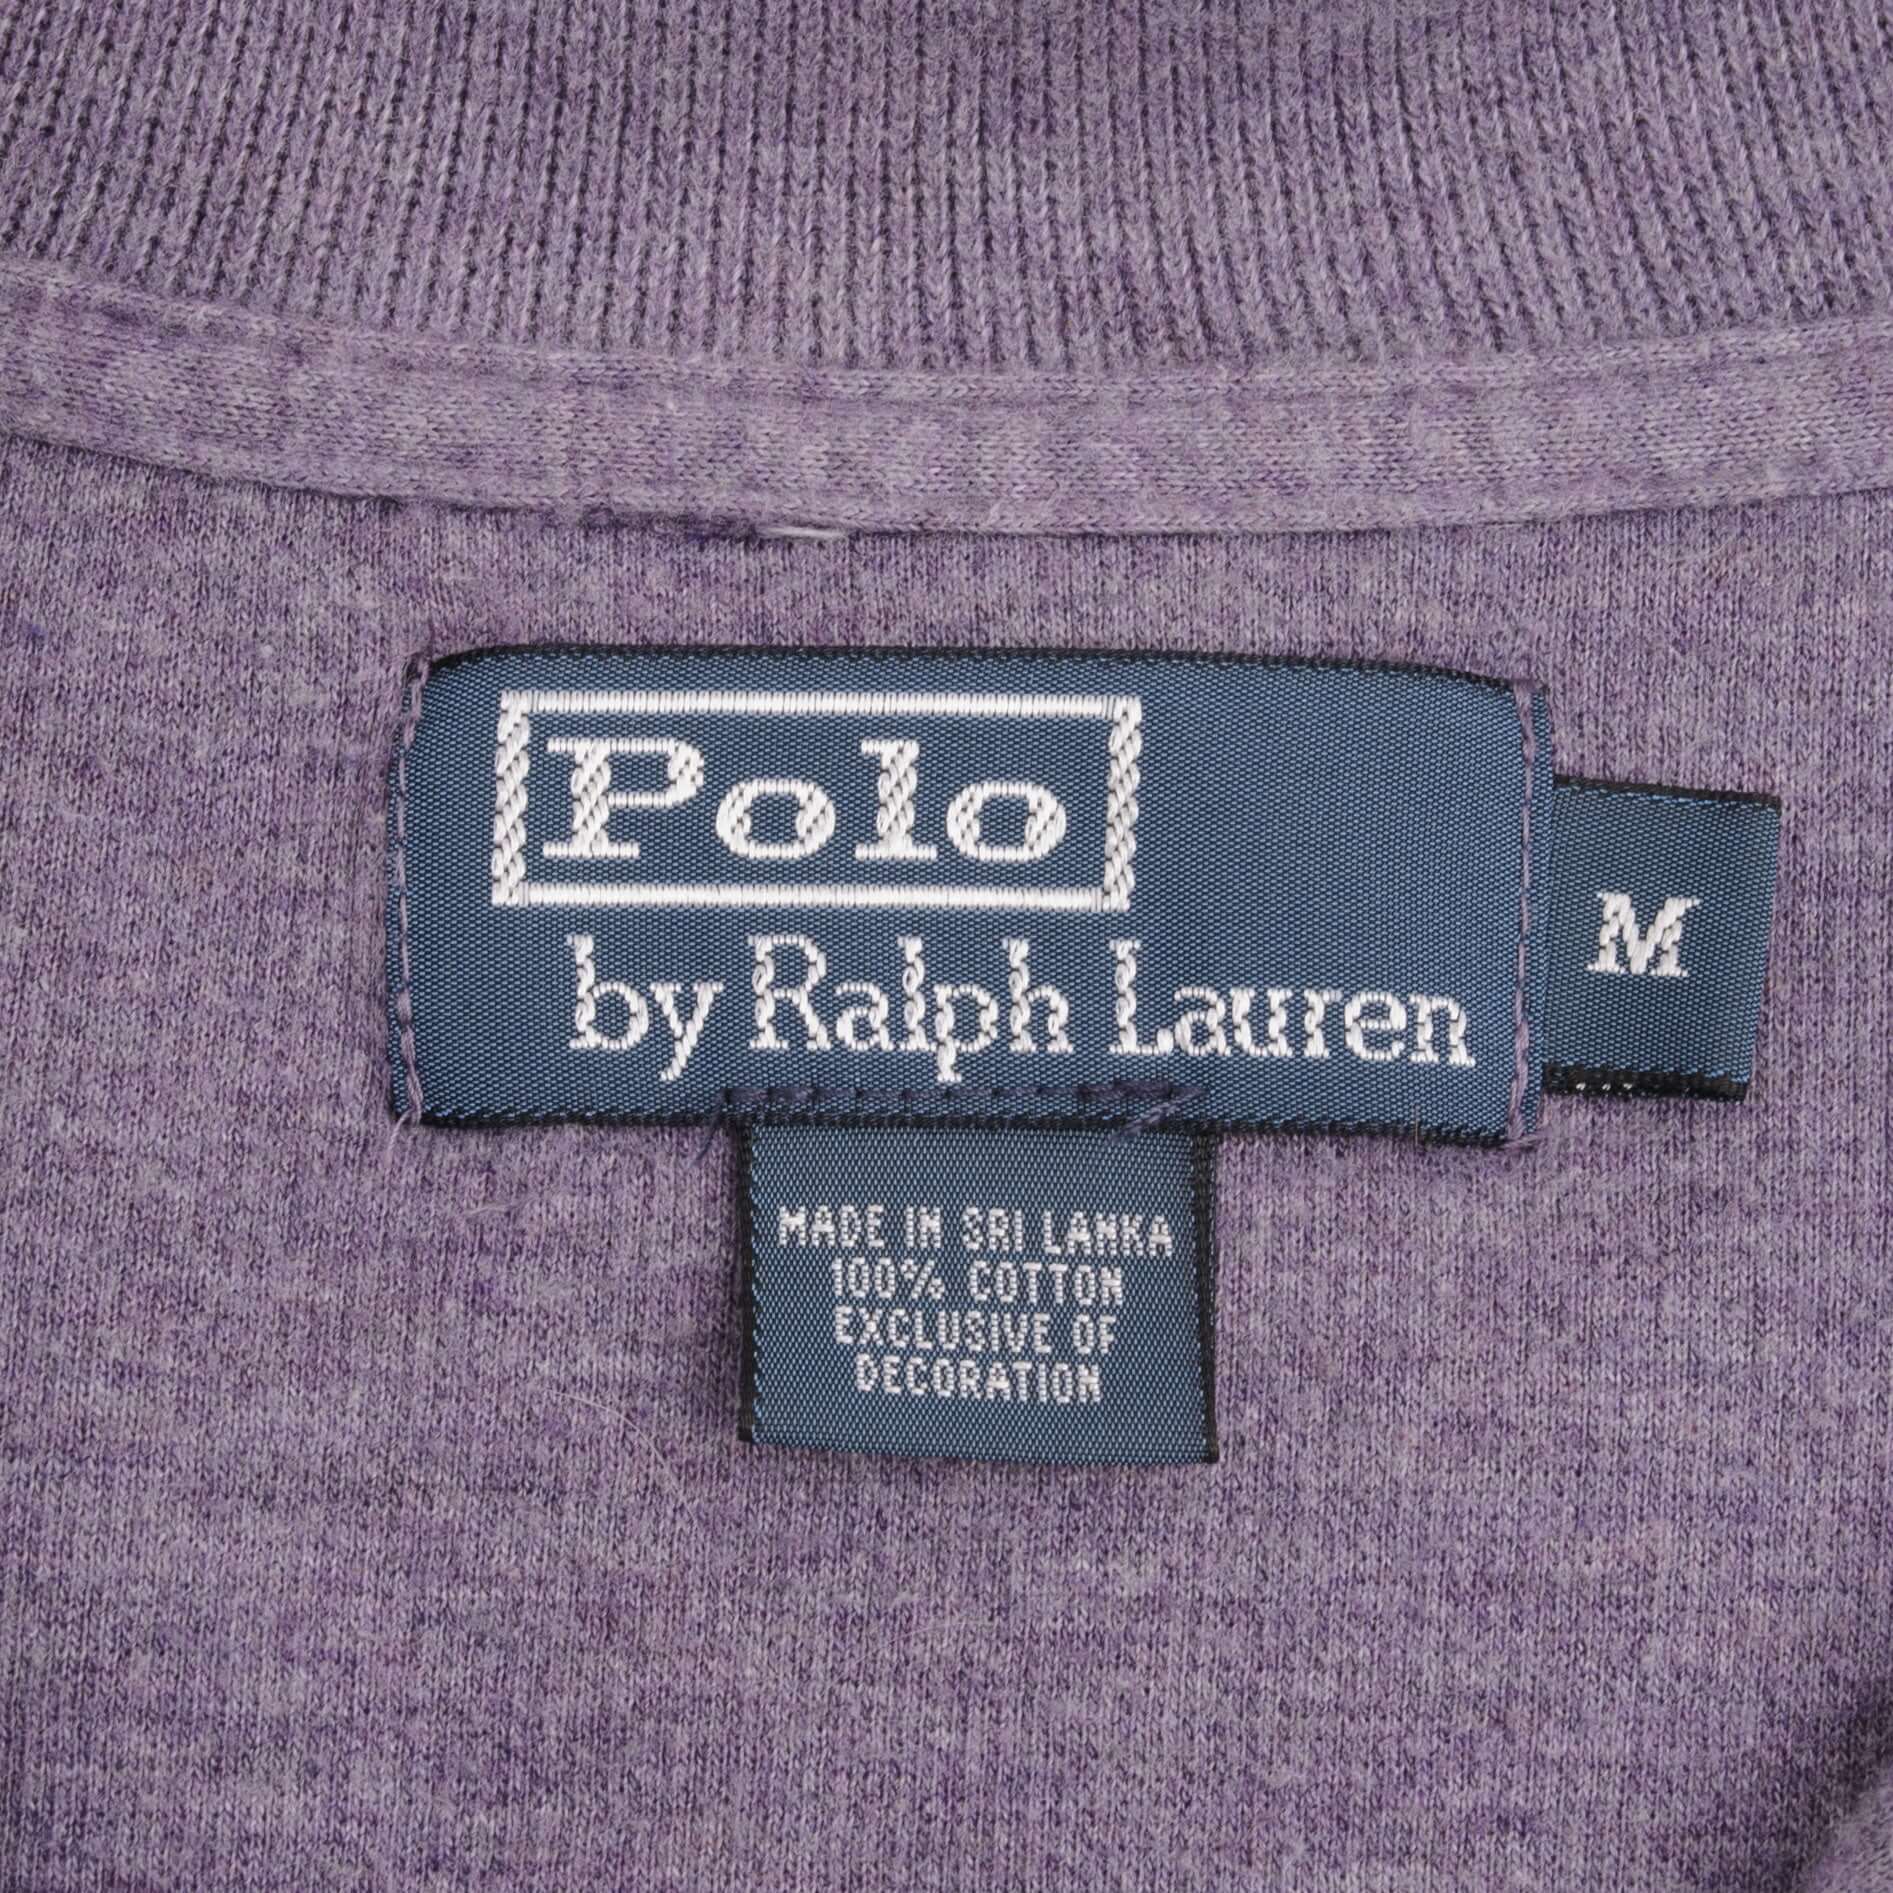 Polo
by Ralph Lauren
M
MADE IN SRI LANKA
100% COTTON
EXCLUSIVE OF
DECORATION